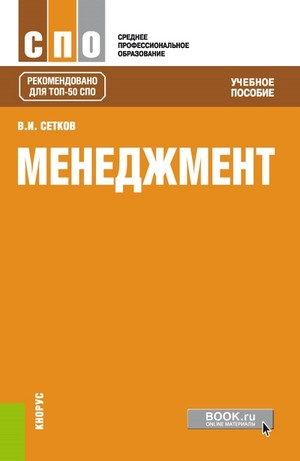 СПО
СРЕДНЕЕ
ПРОФЕССИОНАЛЬНОЕ
ОБРАЗОВАНИЕ
РЕКОМЕНДОВАНО
ДЛЯ ТОП-50 СПО
УЧЕБНОЕ
ПОСОБИЕ
В.И. СЕТКОВ
МЕНЕДЖМЕНТ
КНОРУС
BOOK.ru
ONLINE МАТЕРИАЛЫ